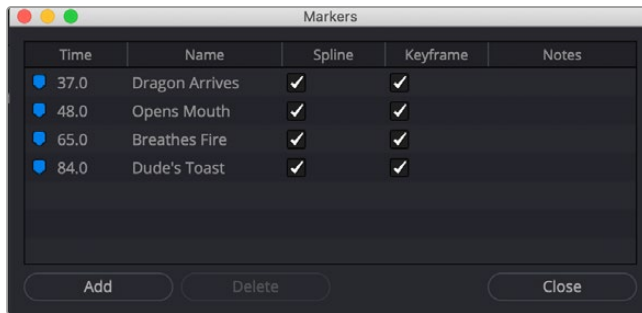 Markers
Time Name Spline Keyframe Notes
37.0 Dragon Arrives
48.0 Opens Mouth
65.0 Breathes Fire
84.0 Dude's Toast
Add Delete Close